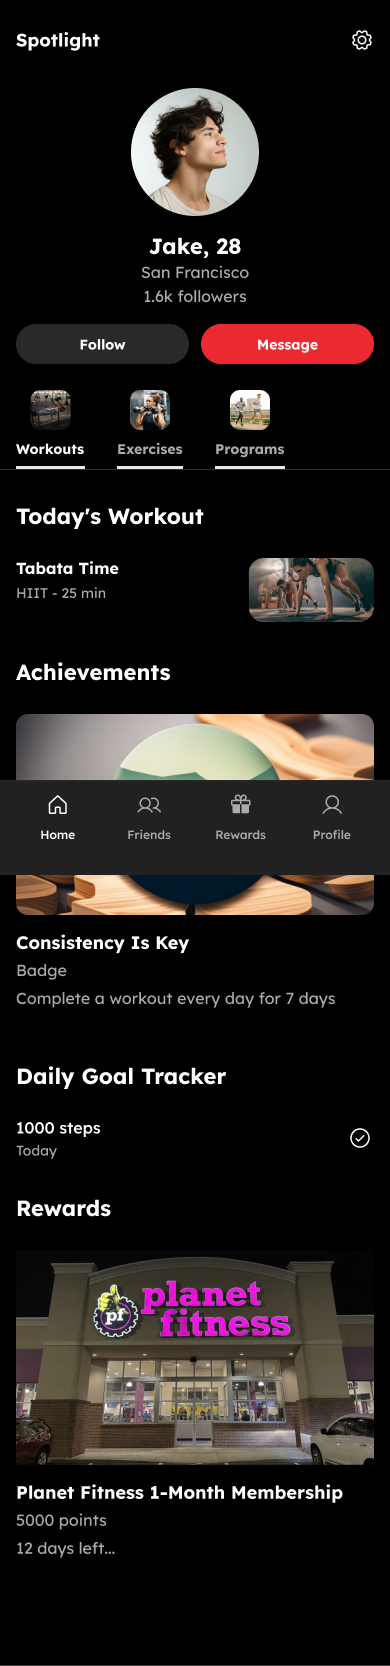 Spotlight
Jake, 28
San Francisco
1.6k followers
Follow
Message
Workouts
Exercises
Programs
Today's Workout
Tabata Time
HIIT - 25 min
Achievements
Home
Friends
Rewards
Profile
Consistency Is Key
Badge
Complete a workout every day for 7 days
Daily Goal Tracker
1000 steps
Today
Rewards
pf
planet
fitness
Planet Fitness 1-Month Membership
5000 points
12 days left...